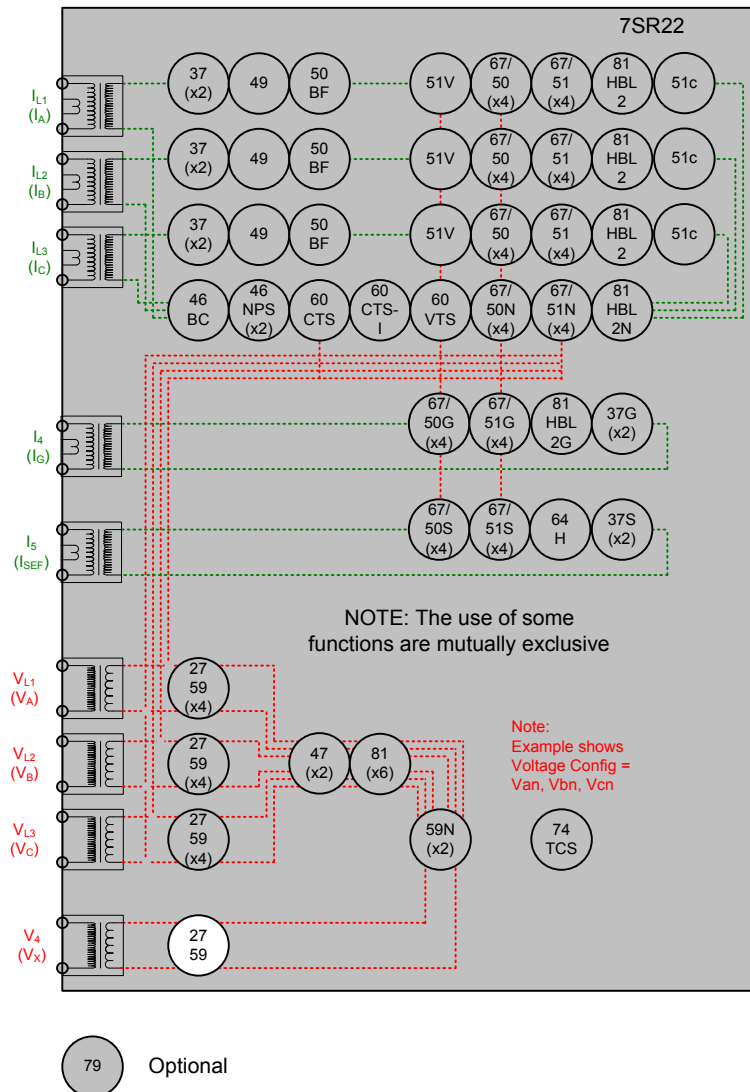 7SR22
IL1
(IA)
37
(x2)
49
50
BF
51V
67/
50
(x4)
67/
51
(x4)
81
HBL
2
51c
IL2
(IB)
37
(x2)
49
50
BF
51V
67/
50
(x4)
67/
51
(x4)
81
HBL
2
51c
IL3
(IC)
37
(x2)
49
50
BF
51V
67/
50
(x4)
67/
51
(x4)
81
HBL
2
51c
46
BC
46
NPS
(x2)
60
CTS
60
CTS-
I
60
VTS
67/
50N
(x4)
67/
51N
(x4)
81
HBL
2N
I4
(IG)
67/
50G
(x4)
67/
51G
(x4)
81
HBL
2G
37G
(x2)
I5
(ISEF)
67/
50S
(x4)
67/
51S
(x4)
64
H
37S
(x2)
NOTE: The use of some
functions are mutually exclusive
VL1
(VA)
27
59
(x4)
VL2
(VB)
27
59
(x4)
47
(x2)
81
(x6)
Note:
Example shows
Voltage Config =
Van, Vbn, Vcn
VL3
(VC)
27
59
(x4)
59N
(x2)
74
TCS
V4
(VX)
27
59
79
Optional